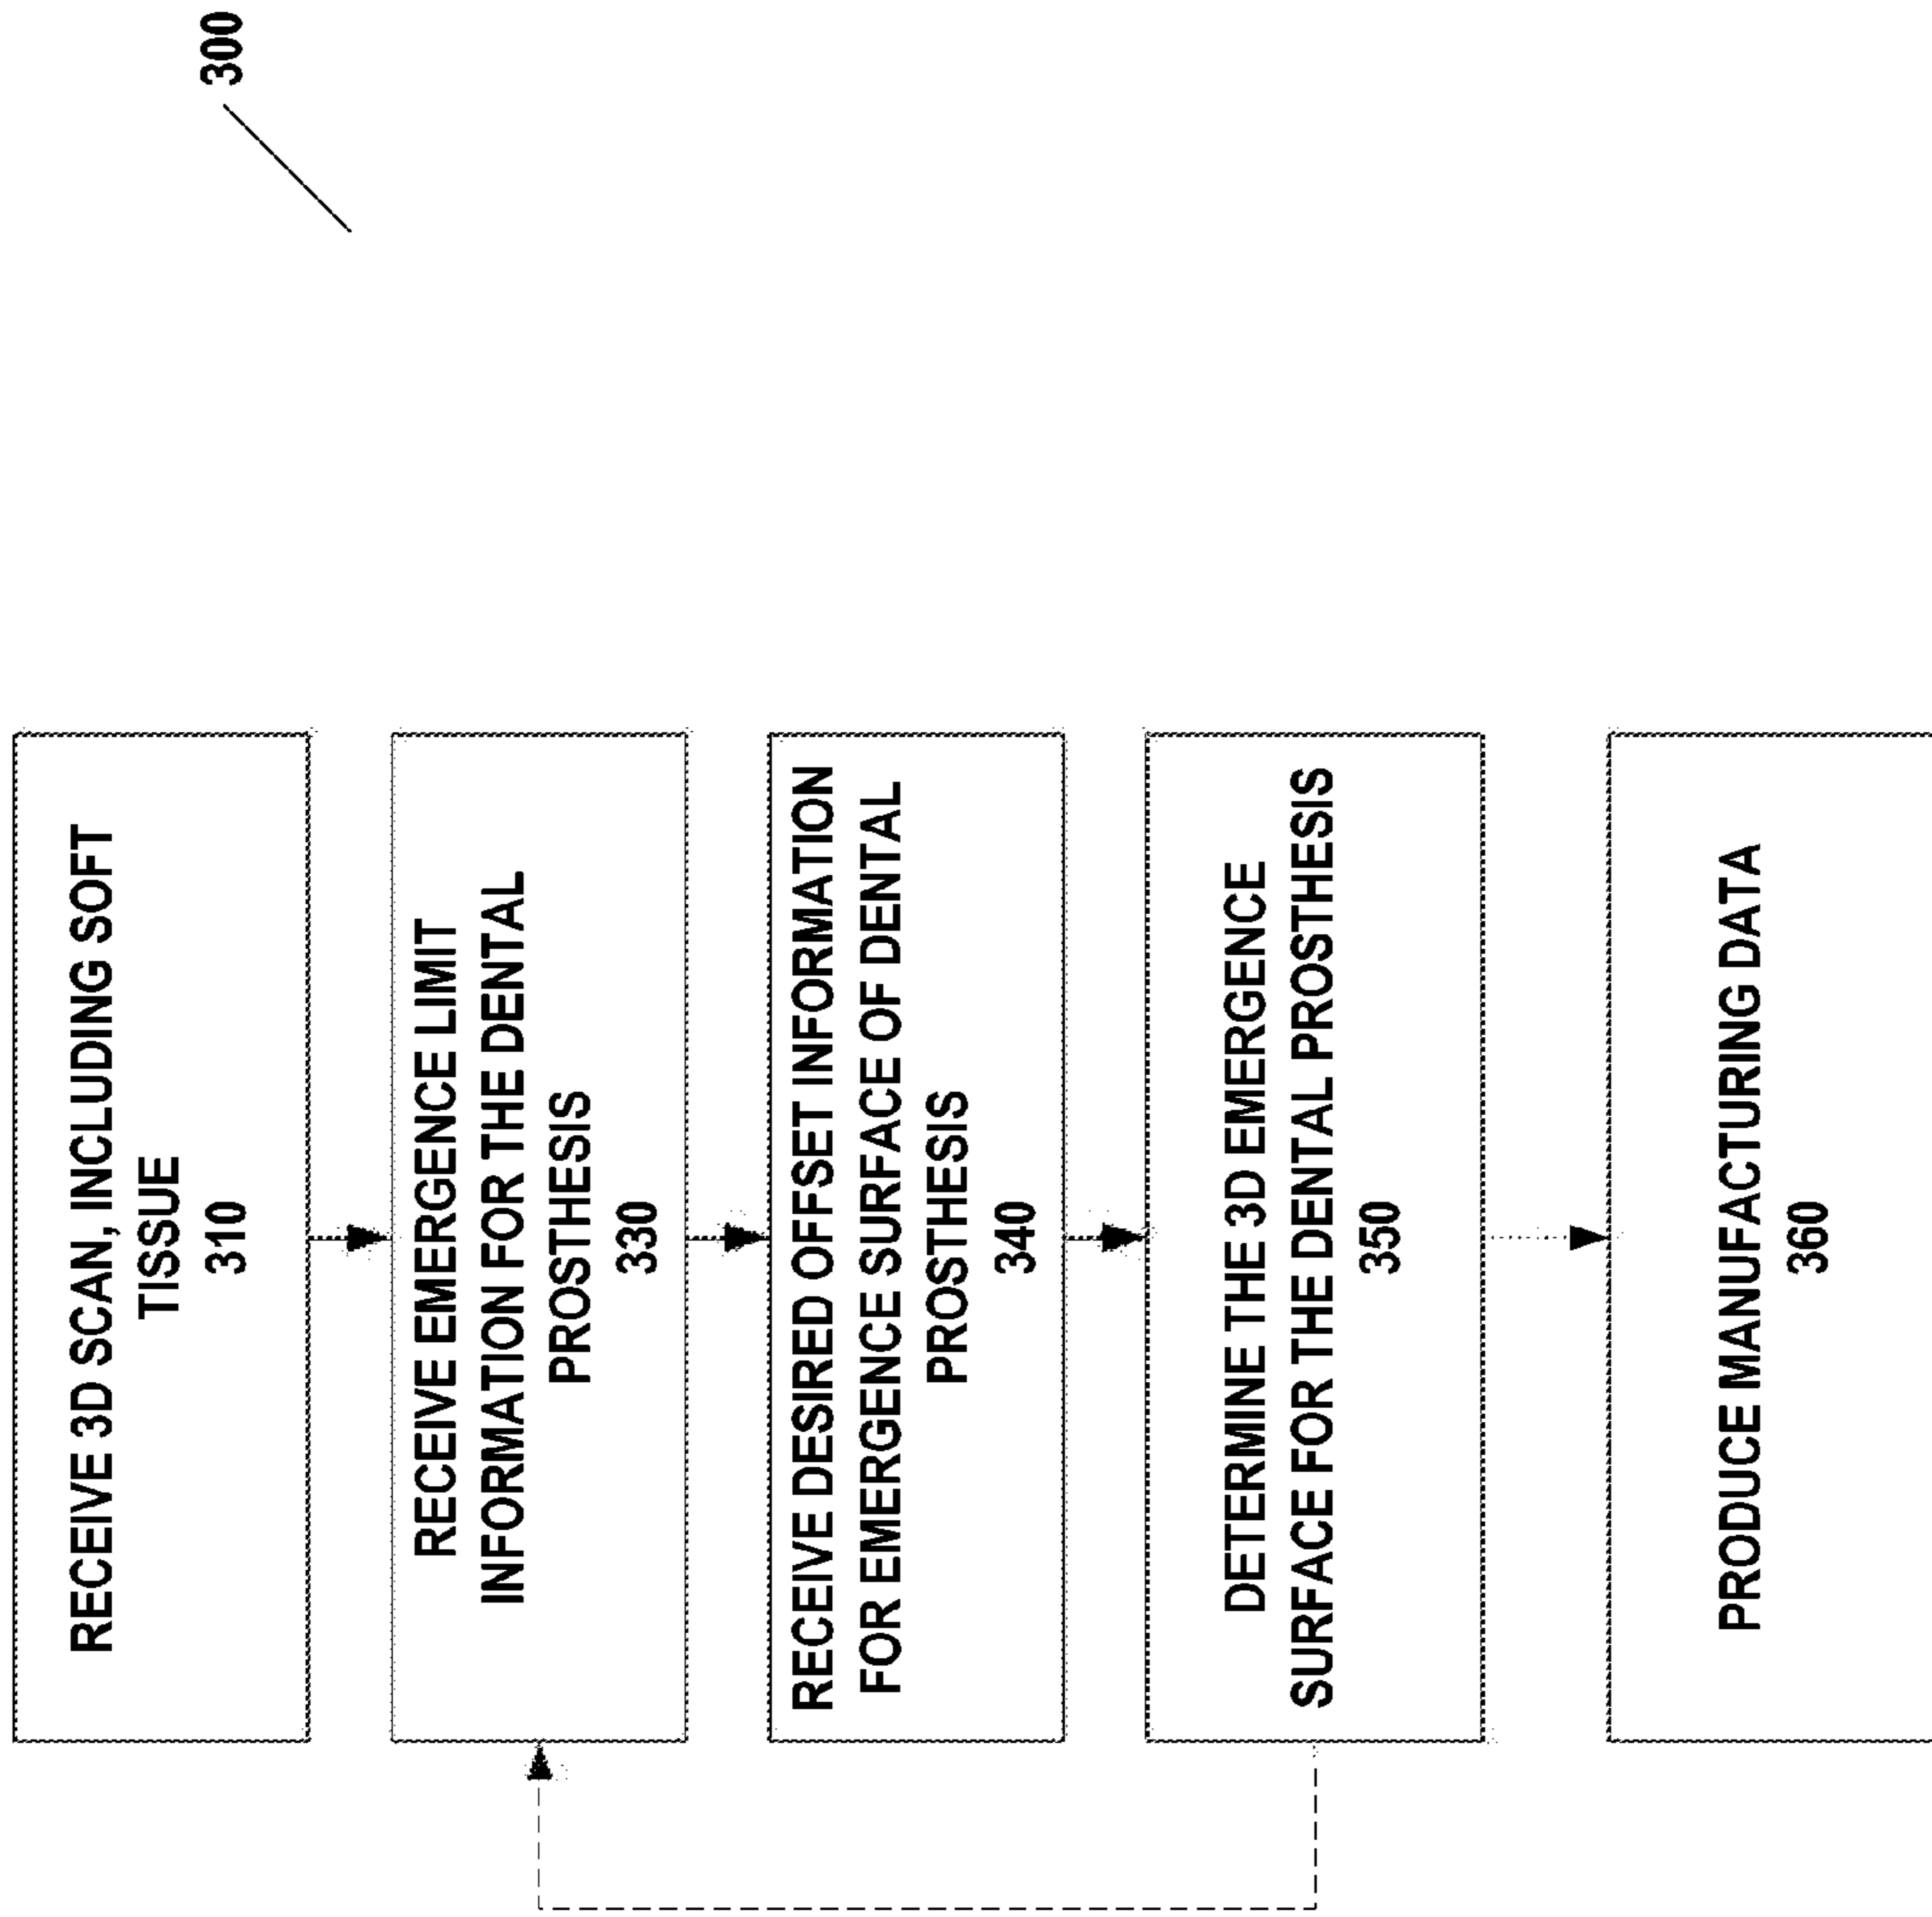 300
RECEIVE 3D SCAN, INCLUDING SOFT
TISSUE
310
RECEIVE EMERGENCE LIMIT
INFORMATION FOR THE DENTAL
PROSTHESIS
330
RECEIVE DESIRED OFFSET INFORMATION
FOR EMERGENCE SURFACE OF DENTAL
PROSTHESIS
340
DETERMINE THE 3D EMERGENCE
SURFACE FOR THE DENTAL PROSTHESIS
350
PRODUCE MANUFACTURING DATA
360